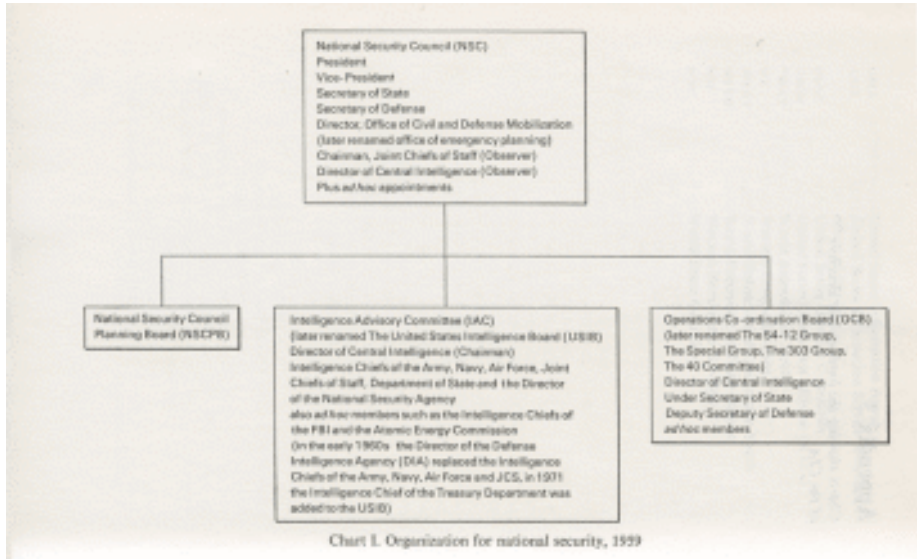 National Security Council (NSC)
President
Vice-President
Secretary of State
Secretary of Defense
Director, Office of Civil and Defense Mobilization
(later renamed office of emergency planning)
Chairman, Joint Chiefs of Staff (Observer)
Director of Central Intelligence (Observer)
Plus ad hoc appointments
National Security Council
Planning Board (NSCPB)
Intelligence Advisory Committee (IAC)
(later renamed The United States Intelligence Board (USIB)
Director of Central Intelligence (Chairman)
Intelligence Chiefs of the Army, Navy, Air Force, Joint
Chiefs of Staff, Department of State and the Director
of the National Security Agency
also ad hoc members such as the Intelligence Chiefs of
the FBI and the Atomic Energy Commission
(in the early 1960s the Director of the Defense
Intelligence Agency (DIA) replaced the Intelligence
Chiefs of the Army, Navy, Air Force and JCS, in 1971
the Intelligence Chief of the Treasury Department was
added to the USIB)
Operations Co-ordination Board (OCB)
(later renamed The 54-12 Group,
The Special Group, The 303 Group,
The 40 Committee)
Director of Central Intelligence
Under Secretary of State
Deputy Secretary of Defense
ad hoc members
Chart I. Organization for national security, 1959